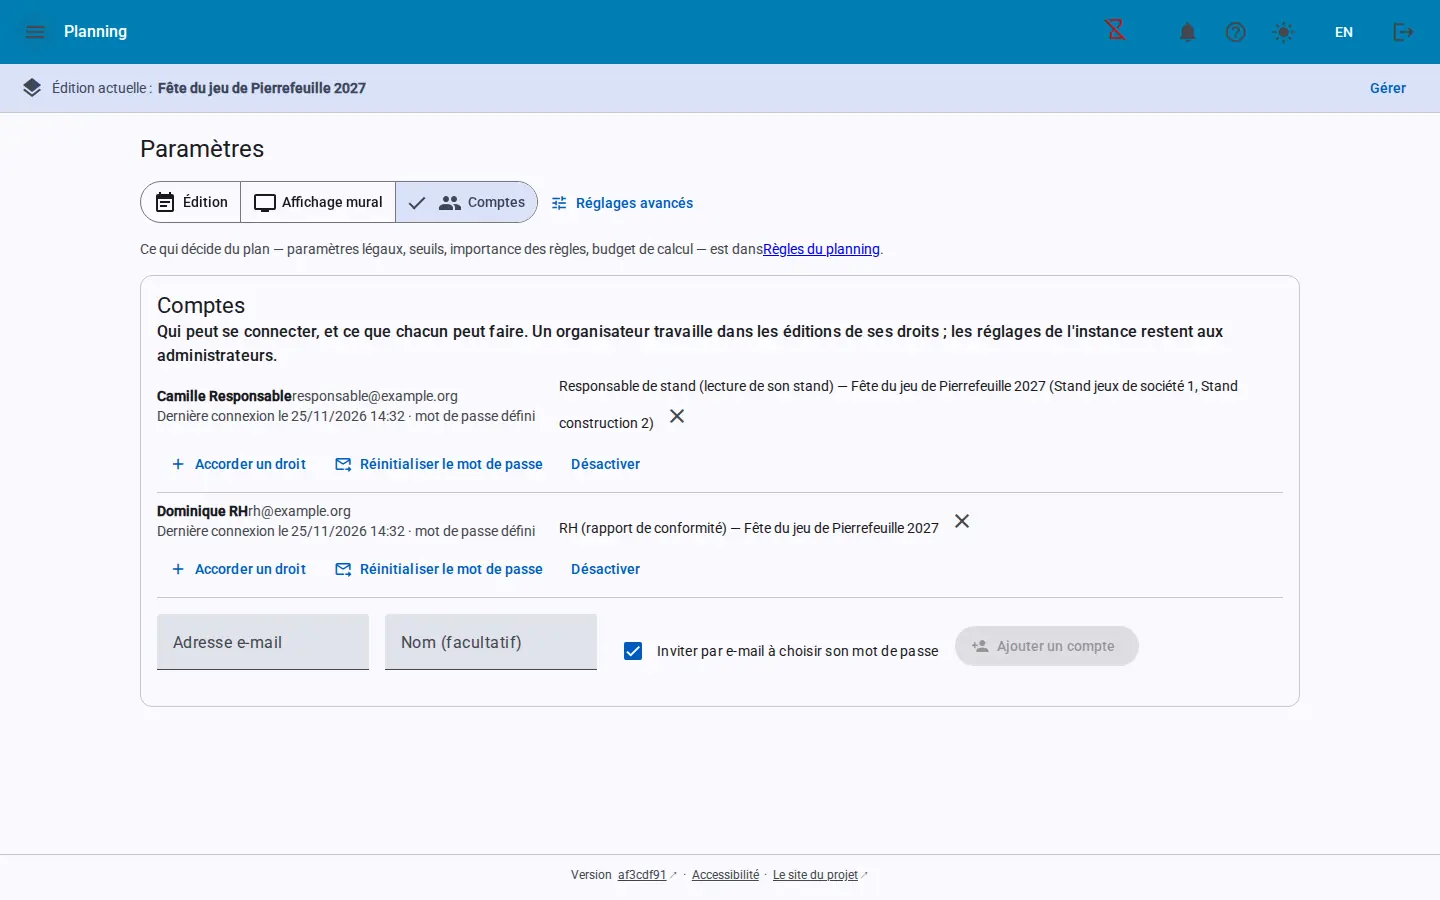 Planning
EN
Édition actuelle : Fête du jeu de Pierrefeuille 2027
Gérer
Paramètres
Édition
Affichage mural
Comptes
Réglages avancés
Ce qui décide du plan — paramètres légaux, seuils, importance des règles, budget de calcul — est dansRègles du planning.
Comptes
Qui peut se connecter, et ce que chacun peut faire. Un organisateur travaille dans les éditions de ses droits ; les réglages de l'instance restent aux
administrateurs.
Camille Responsableresponsable@example.org
Dernière connexion le 25/11/2026 14:32 · mot de passe défini
Responsable de stand (lecture de son stand) — Fête du jeu de Pierrefeuille 2027 (Stand jeux de société 1, Stand
construction 2)
Accorder un droit
Réinitialiser le mot de passe
Désactiver
Dominique RHrh@example.org
Dernière connexion le 25/11/2026 14:32 · mot de passe défini
RH (rapport de conformité) — Fête du jeu de Pierrefeuille 2027
Accorder un droit
Réinitialiser le mot de passe
Désactiver
Adresse e-mail
Nom (facultatif)
Inviter par e-mail à choisir son mot de passe
Ajouter un compte
Version af3cdf91 · Accessibilité · Le site du projet